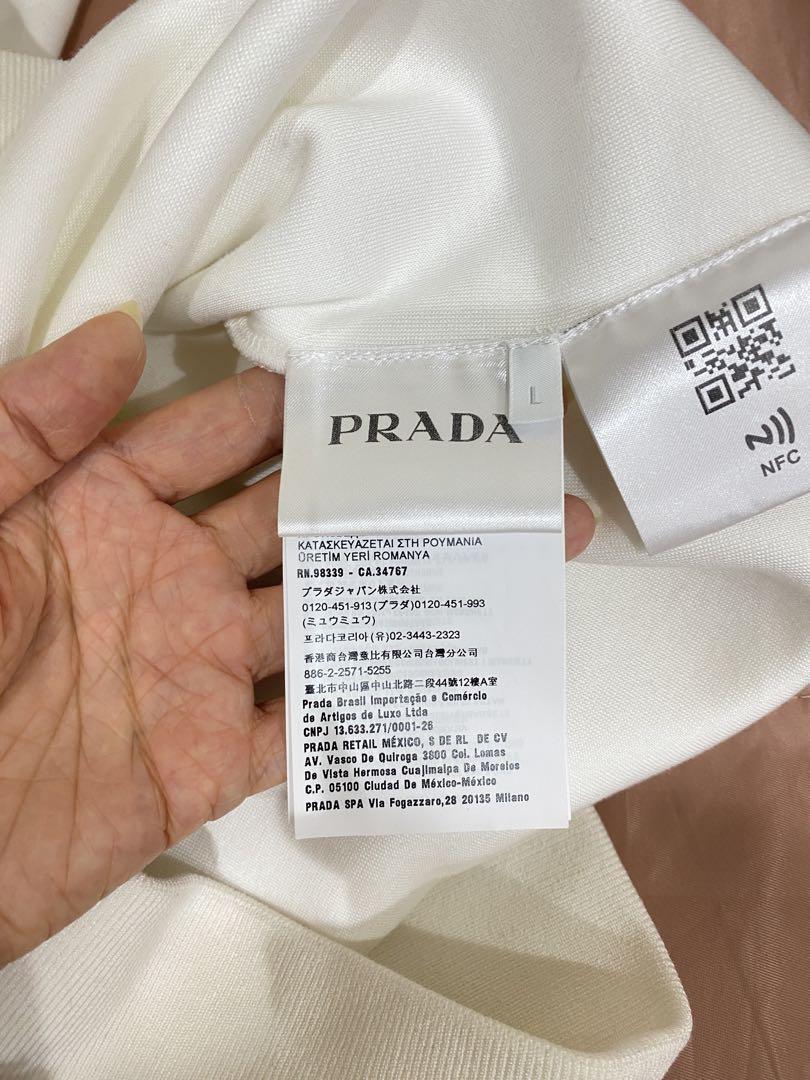 PRADA
L
NFC
ΚΑΤΑΣΚΕΥΑΖΕΤΑΙ ΣΤΗ ΡΟΥΜΑΝΙΑ
ÜRETİM YERİ ROMANYA
RN.98339 - CA.34767
プラダジャパン株式会社
0120-451-913(プラダ)0120-451-993
(ミュウミュウ)
프라다코리아(유)02-3443-2323
香港商台灣意比有限公司台灣分公司
886-2-2571-5255
臺北市中山區中山北路二段44號12樓A室
Prada Brasil Importação e Comércio
de Artigos de Luxo Ltda
CNPJ 13.633.271/0001-26
PRADA RETAIL MÉXICO, S DE RL DE CV
AV. Vasco De Quiroga 3800 Col. Lomas
De Vista Hermosa Cuajimalpa De Morelos
C.P. 05100 Ciudad De México-México
PRADA SPA Via Fogazzaro,28 20135 Milano